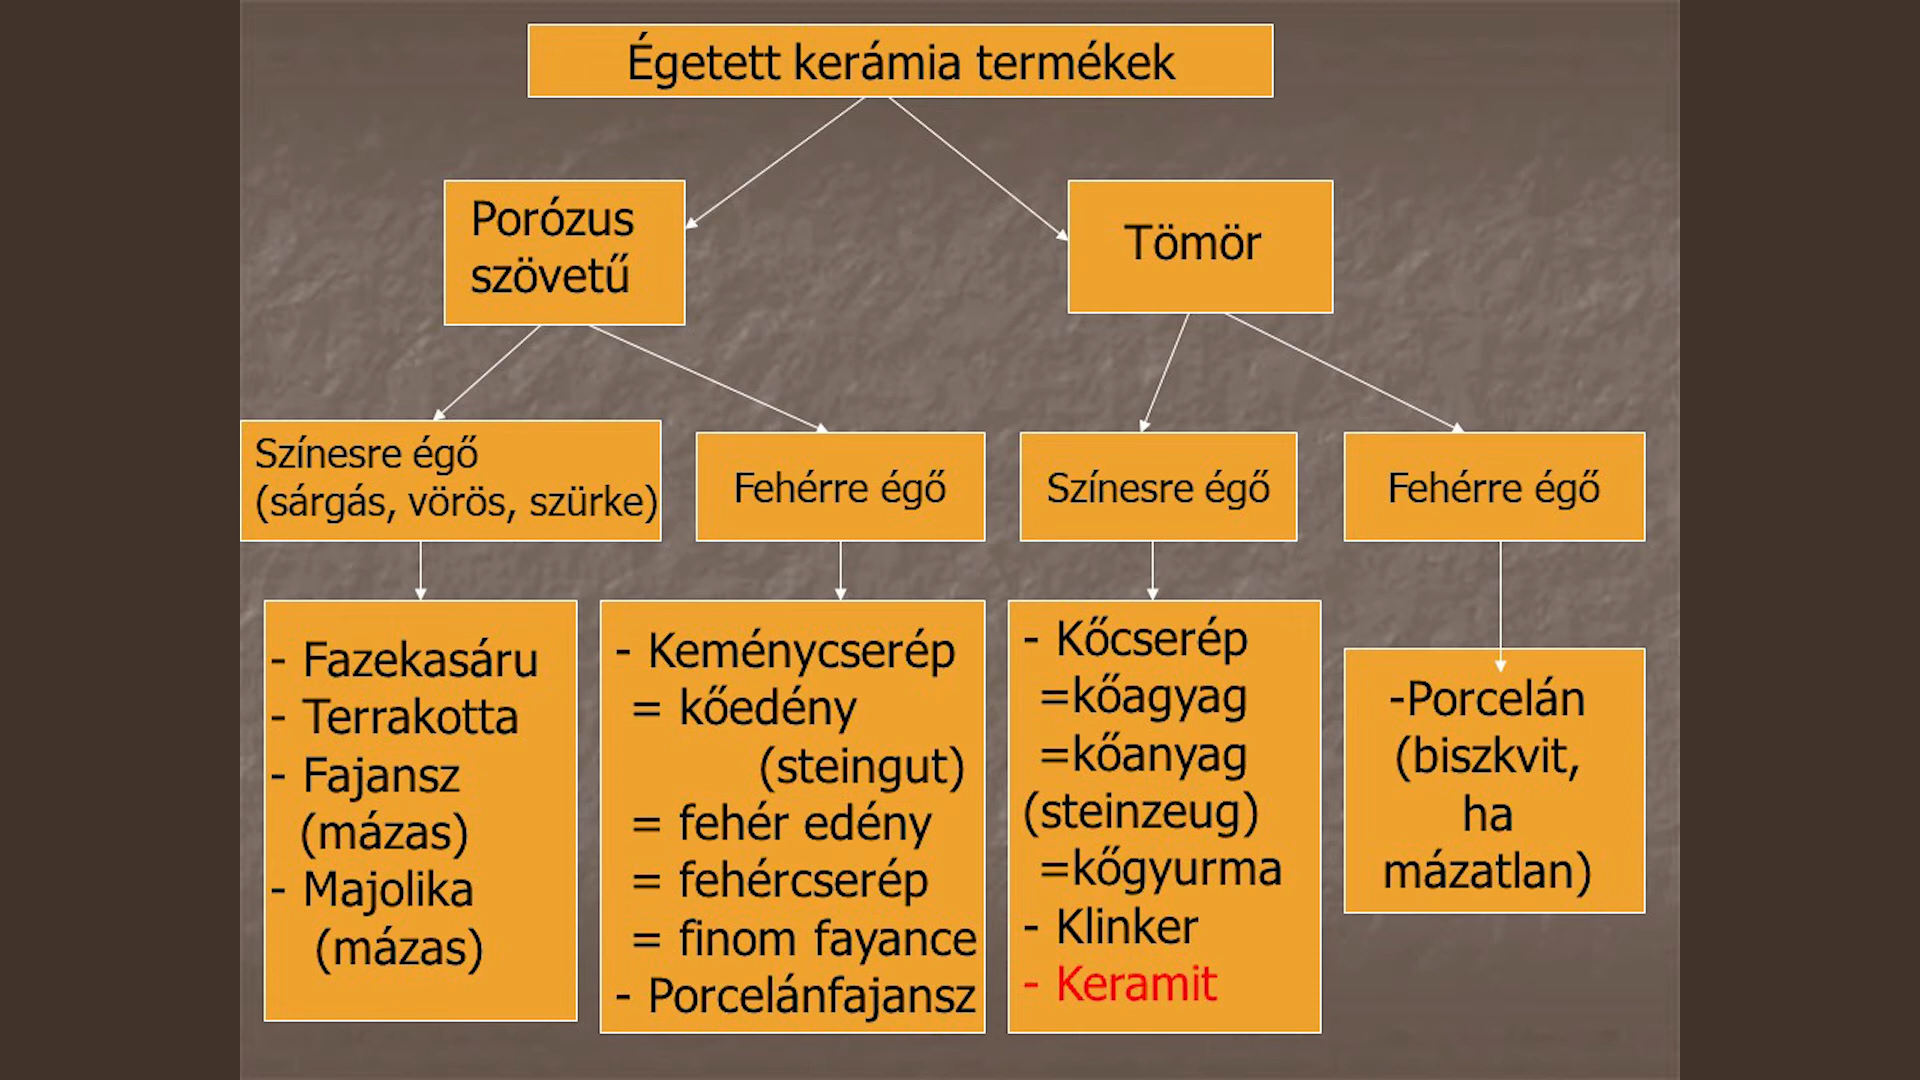 Égetett kerámia termékek
Porózus
szövetű
Tömör
Színesre égő
(sárgás, vörös, szürke)
Fehérre égő
Színesre égő
Fehérre égő
- Fazekasáru
- Terrakotta
- Fajansz
(mázas)
- Majolika
(mázas)
- Keménycserép
= kőedény
(steingut)
= fehér edény
= fehércserép
= finom fayance
- Porcelánfajansz
- Kőcserép
=kőagyag
=kőanyag
(steinzeug)
=kőgyurma
- Klinker
- Keramit
-Porcelán
(biszkvit,
ha
mázatlan)